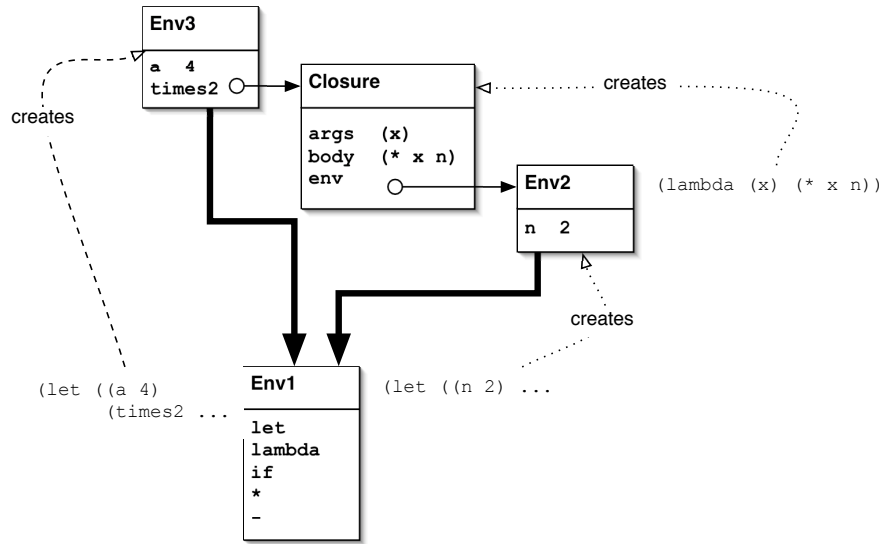 Env3
a 4
times2
creates
Closure
args (x)
body (* x n)
env
creates
(lambda (x) (* x n))
Env2
n 2
creates
(let ((a 4)
(times2 ...
Env1
let
lambda
if
*
-
(let ((n 2) ...